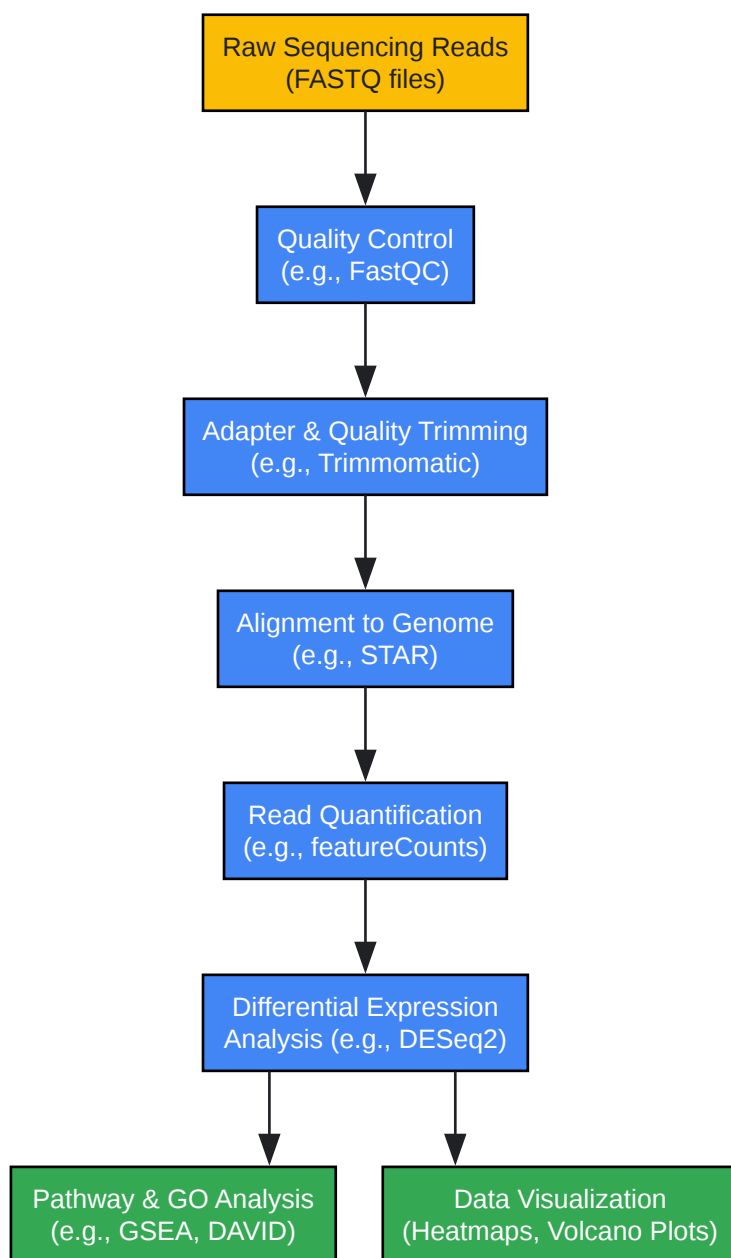 Raw Sequencing Reads
(FASTQ files)
Quality Control
(e.g., FastQC)
Adapter & Quality Trimming
(e.g., Trimmomatic)
Alignment to Genome
(e.g., STAR)
Read Quantification
(e.g., featureCounts)
Differential Expression
Analysis (e.g., DESeq2)
Pathway & GO Analysis
(e.g., GSEA, DAVID)
Data Visualization
(Heatmaps, Volcano Plots)